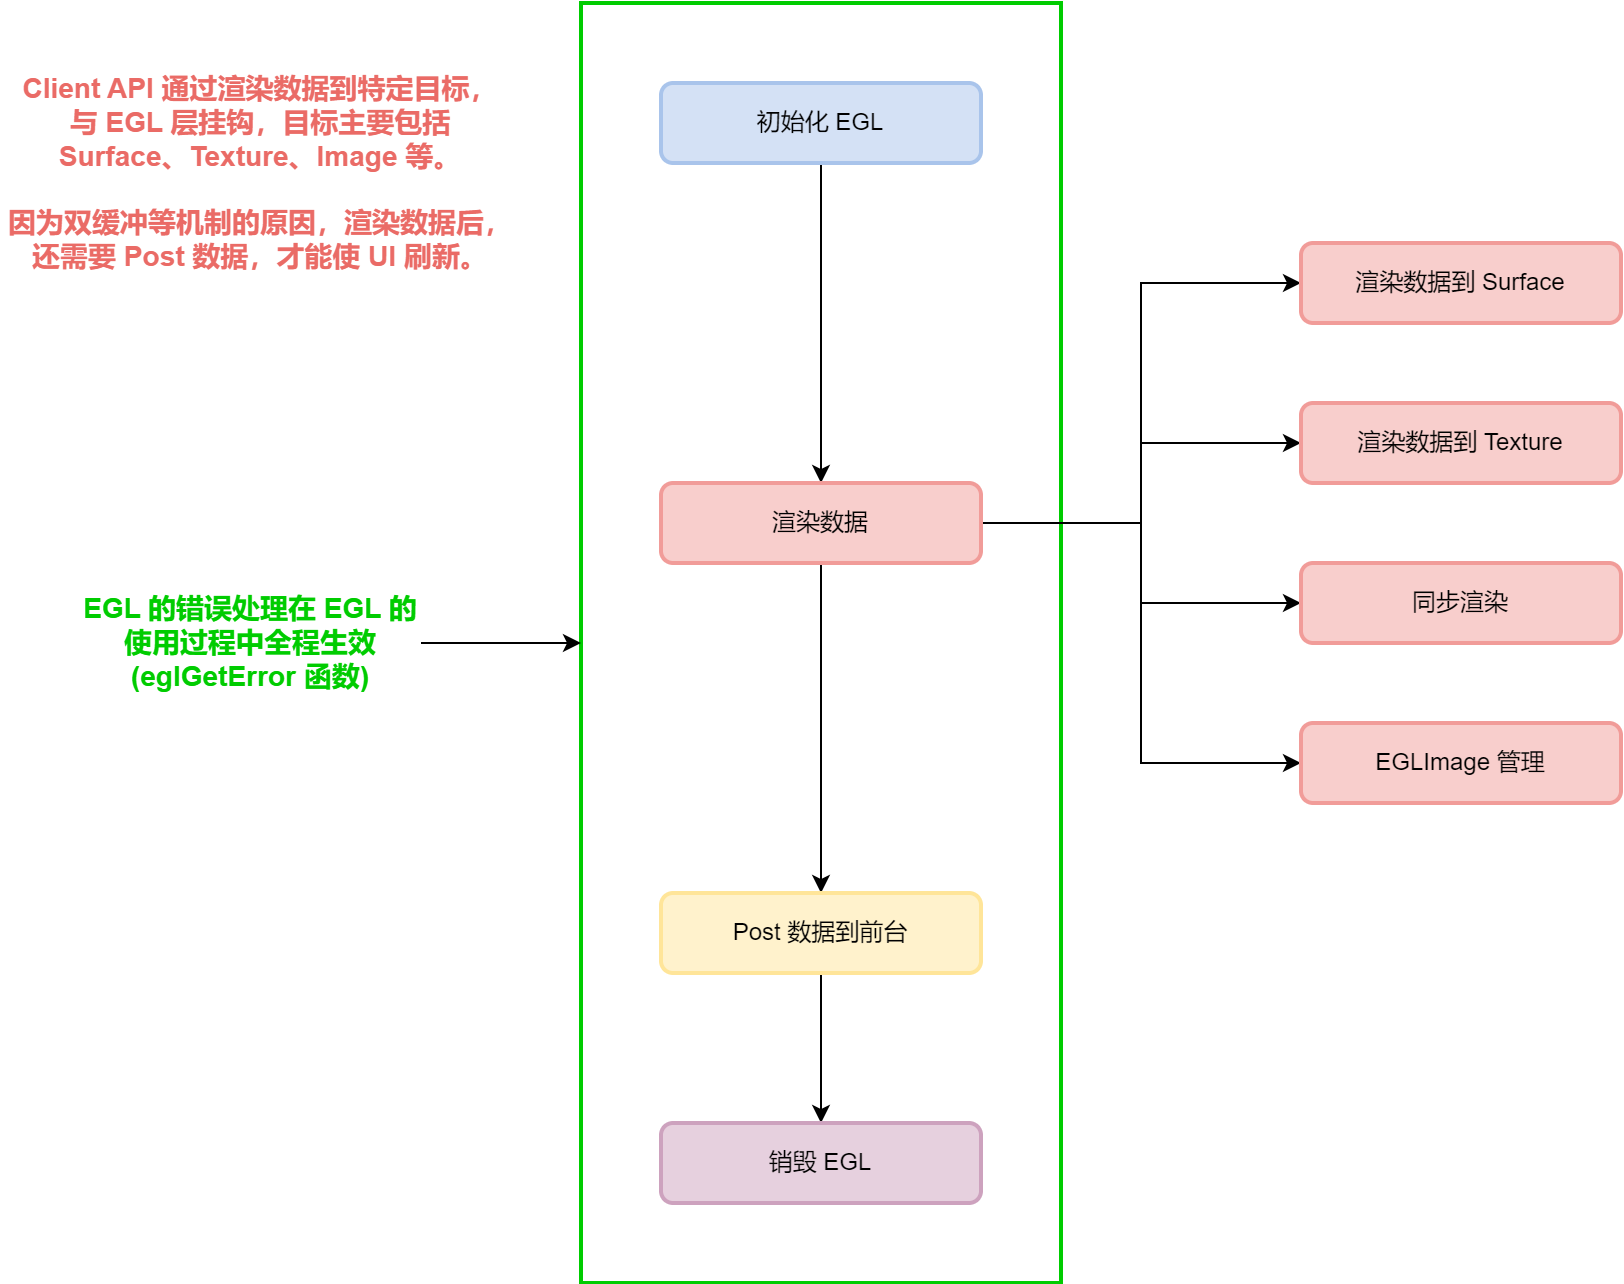 Client API 通过渲染数据到特定目标，
与 EGL 层挂钩，目标主要包括
Surface、Texture、Image 等。
因为双缓冲等机制的原因，渲染数据后，
还需要 Post 数据，才能使 UI 刷新。
EGL 的错误处理在 EGL 的
使用过程中全程生效
(eglGetError 函数)
初始化 EGL
渲染数据
Post 数据到前台
销毁 EGL
渲染数据到 Surface
渲染数据到 Texture
同步渲染
EGLImage 管理